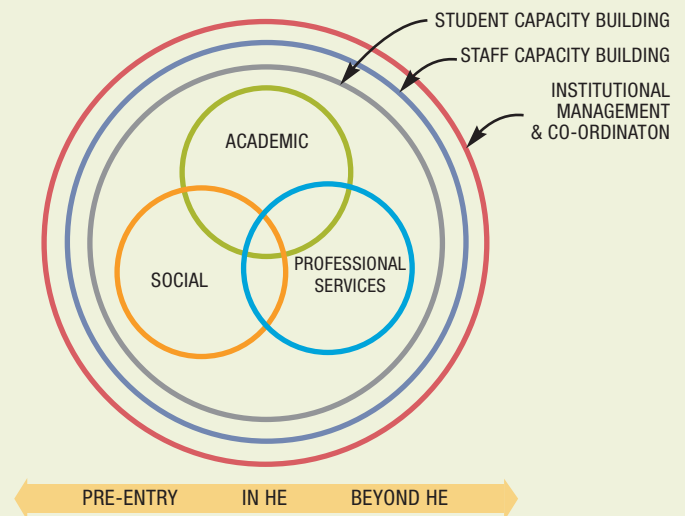 STUDENT CAPACITY BUILDING
STAFF CAPACITY BUILDING
INSTITUTIONAL
MANAGEMENT
& CO-ORDINATON
ACADEMIC
SOCIAL
PROFESSIONAL
SERVICES
PRE-ENTRY IN HE BEYOND HE